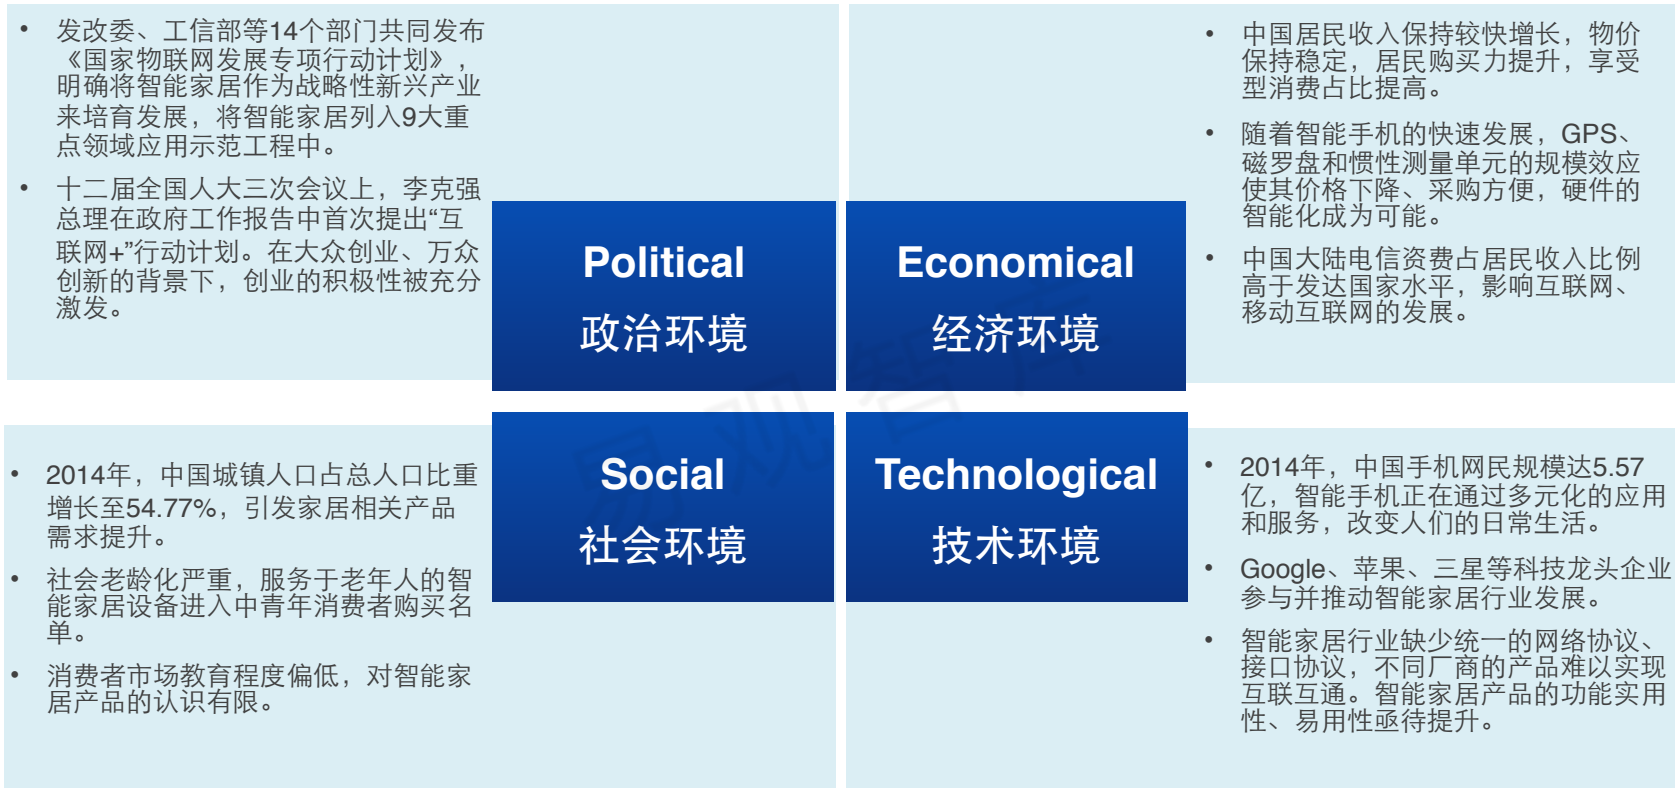 • 发改委、工信部等14个部门共同发布
《国家物联网发展专项行动计划》，
明确将智能家居作为战略性新兴产业
来培育发展，将智能家居列入9大重
点领域应用示范工程中。
• 十二届全国人大三次会议上，李克强
总理在政府工作报告中首次提出“互
联网+”行动计划。在大众创业、万众
创新的背景下，创业的积极性被充分
激发。
Political
政治环境
• 中国居民收入保持较快增长，物价
保持稳定，居民购买力提升，享受
型消费占比提高。
• 随着智能手机的快速发展，GPS、
磁罗盘和惯性测量单元的规模效应
使其价格下降、采购方便，硬件的
智能化成为可能。
• 中国大陆电信资费占居民收入比例
高于发达国家水平，影响互联网、
移动互联网的发展。
Economical
经济环境
• 2014年，中国城镇人口占总人口比重
增长至54.77%，引发家居相关产品
需求提升。
• 社会老龄化严重，服务于老年人的智
能家居设备进入中青年消费者购买名
单。
• 消费者市场教育程度偏低，对智能家
居产品的认识有限。
Social
社会环境
Technological
技术环境
• 2014年，中国手机网民规模达5.57
亿，智能手机正在通过多元化的应用
和服务，改变人们的日常生活。
• Google、苹果、三星等科技龙头企业
参与并推动智能家居行业发展。
• 智能家居行业缺少统一的网络协议、
接口协议，不同厂商的产品难以实现
互联互通。智能家居产品的功能实用
性、易用性亟待提升。
易观智库